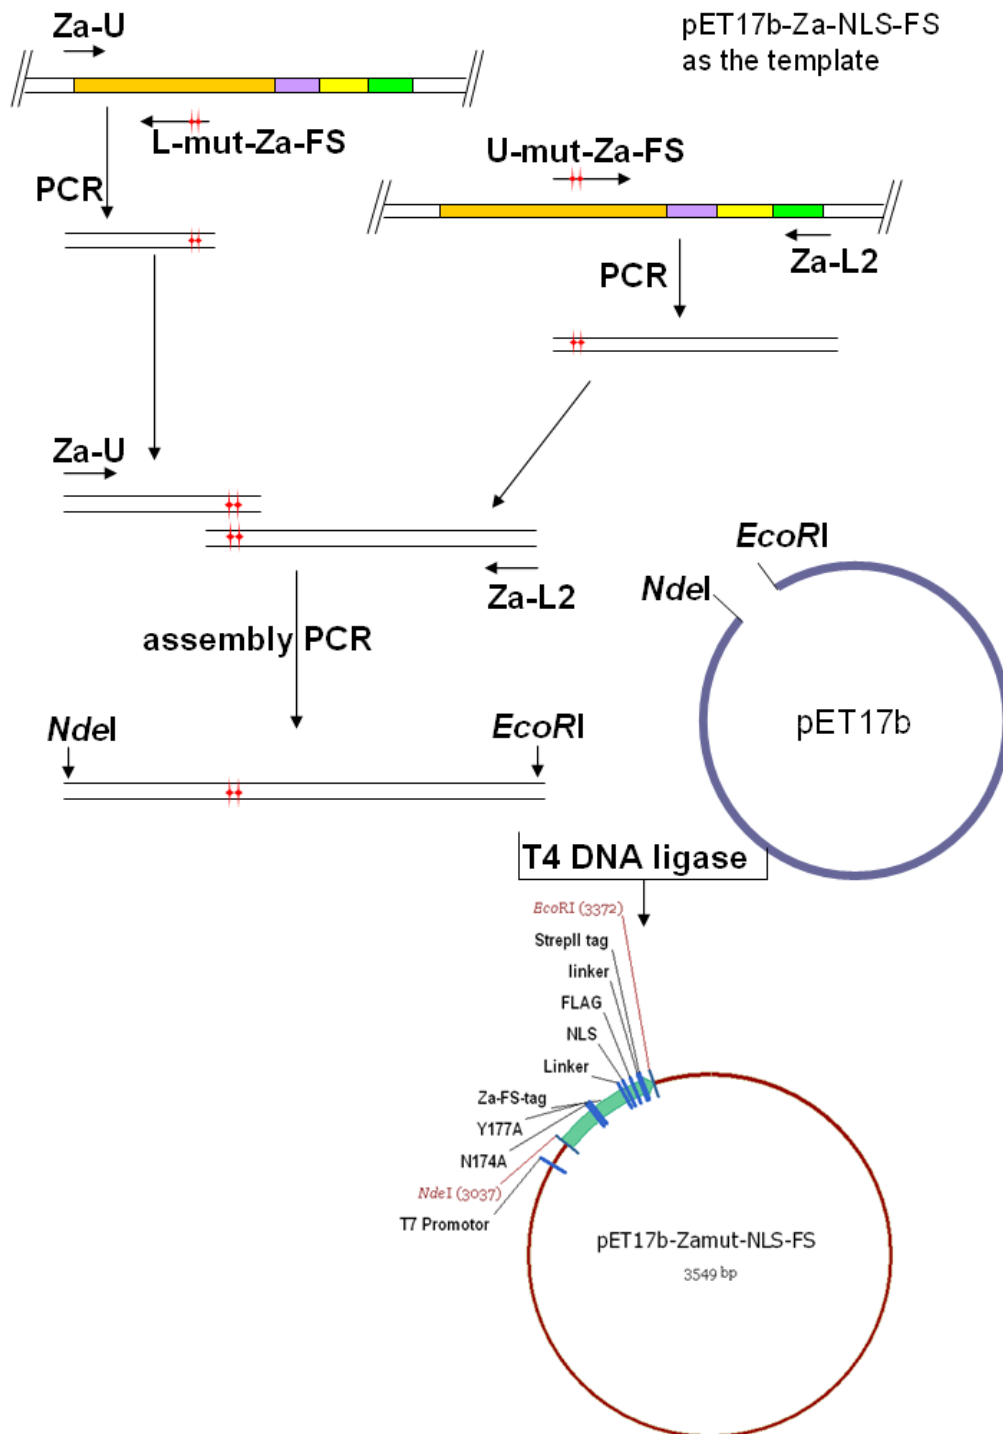 Za-U
pET17b-Za-NLS-FS
as the template
L-mut-Za-FS
U-mut-Za-FS
PCR
Za-L2
PCR
Za-U
EcoRI
NdeI
Za-L2
assembly PCR
NdeI
EcoRI
pET17b
T4 DNA ligase
EcoRI (3372)
StrepII tag
linker
FLAG
NLS
Linker
Za-FS-tag
Y177A
N174A
NdeI (3037)
T7 Promotor
pET17b-Zamut-NLS-FS
3549 bp